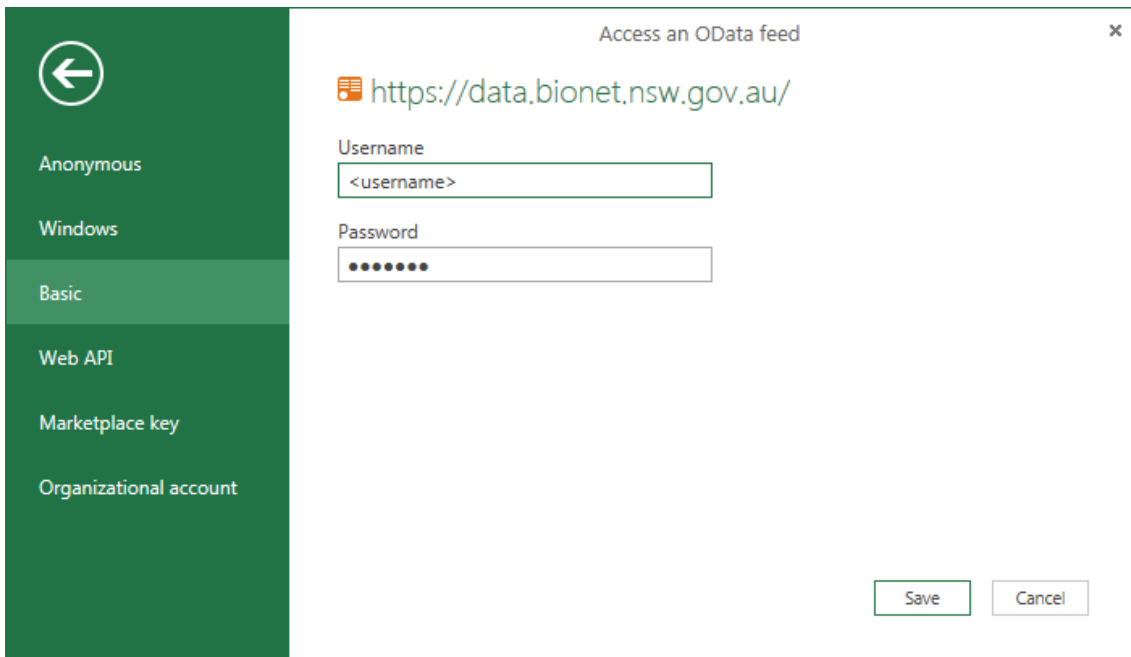 Access an OData feed
https://data.bionet.nsw.gov.au/
Anonymous
Windows
Basic
Web API
Marketplace key
Organizational account
Username
<username>
Password
•••••••
Save
Cancel